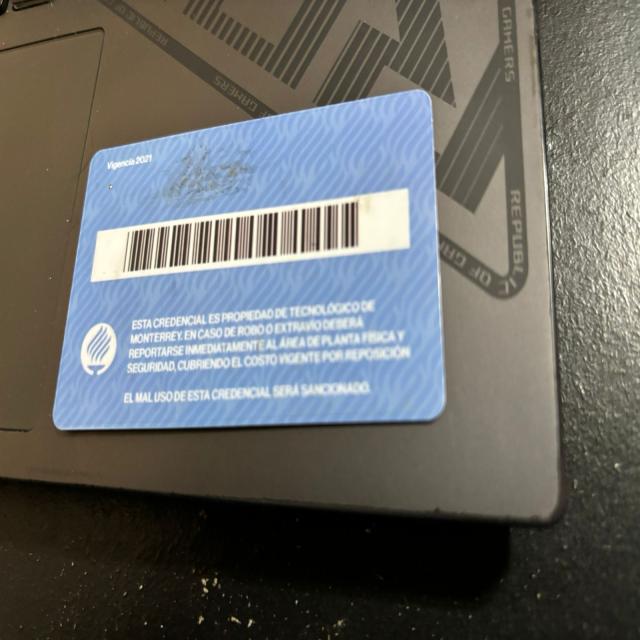 REPUBLIC OF GAMERS
GAMERS
Vigencia 2021
ESTA CREDENCIAL ES PROPIEDAD DE TECNOLÓGICO DE
MONTERREY. EN CASO DE ROBO O EXTRAVÍO DEBERÁ
REPORTARSE INMEDIATAMENTE AL ÁREA DE PLANTA FÍSICA Y
SEGURIDAD, CUBRIENDO EL COSTO VIGENTE POR REPOSICIÓN
EL MAL USO DE ESTA CREDENCIAL SERÁ SANCIONADO.